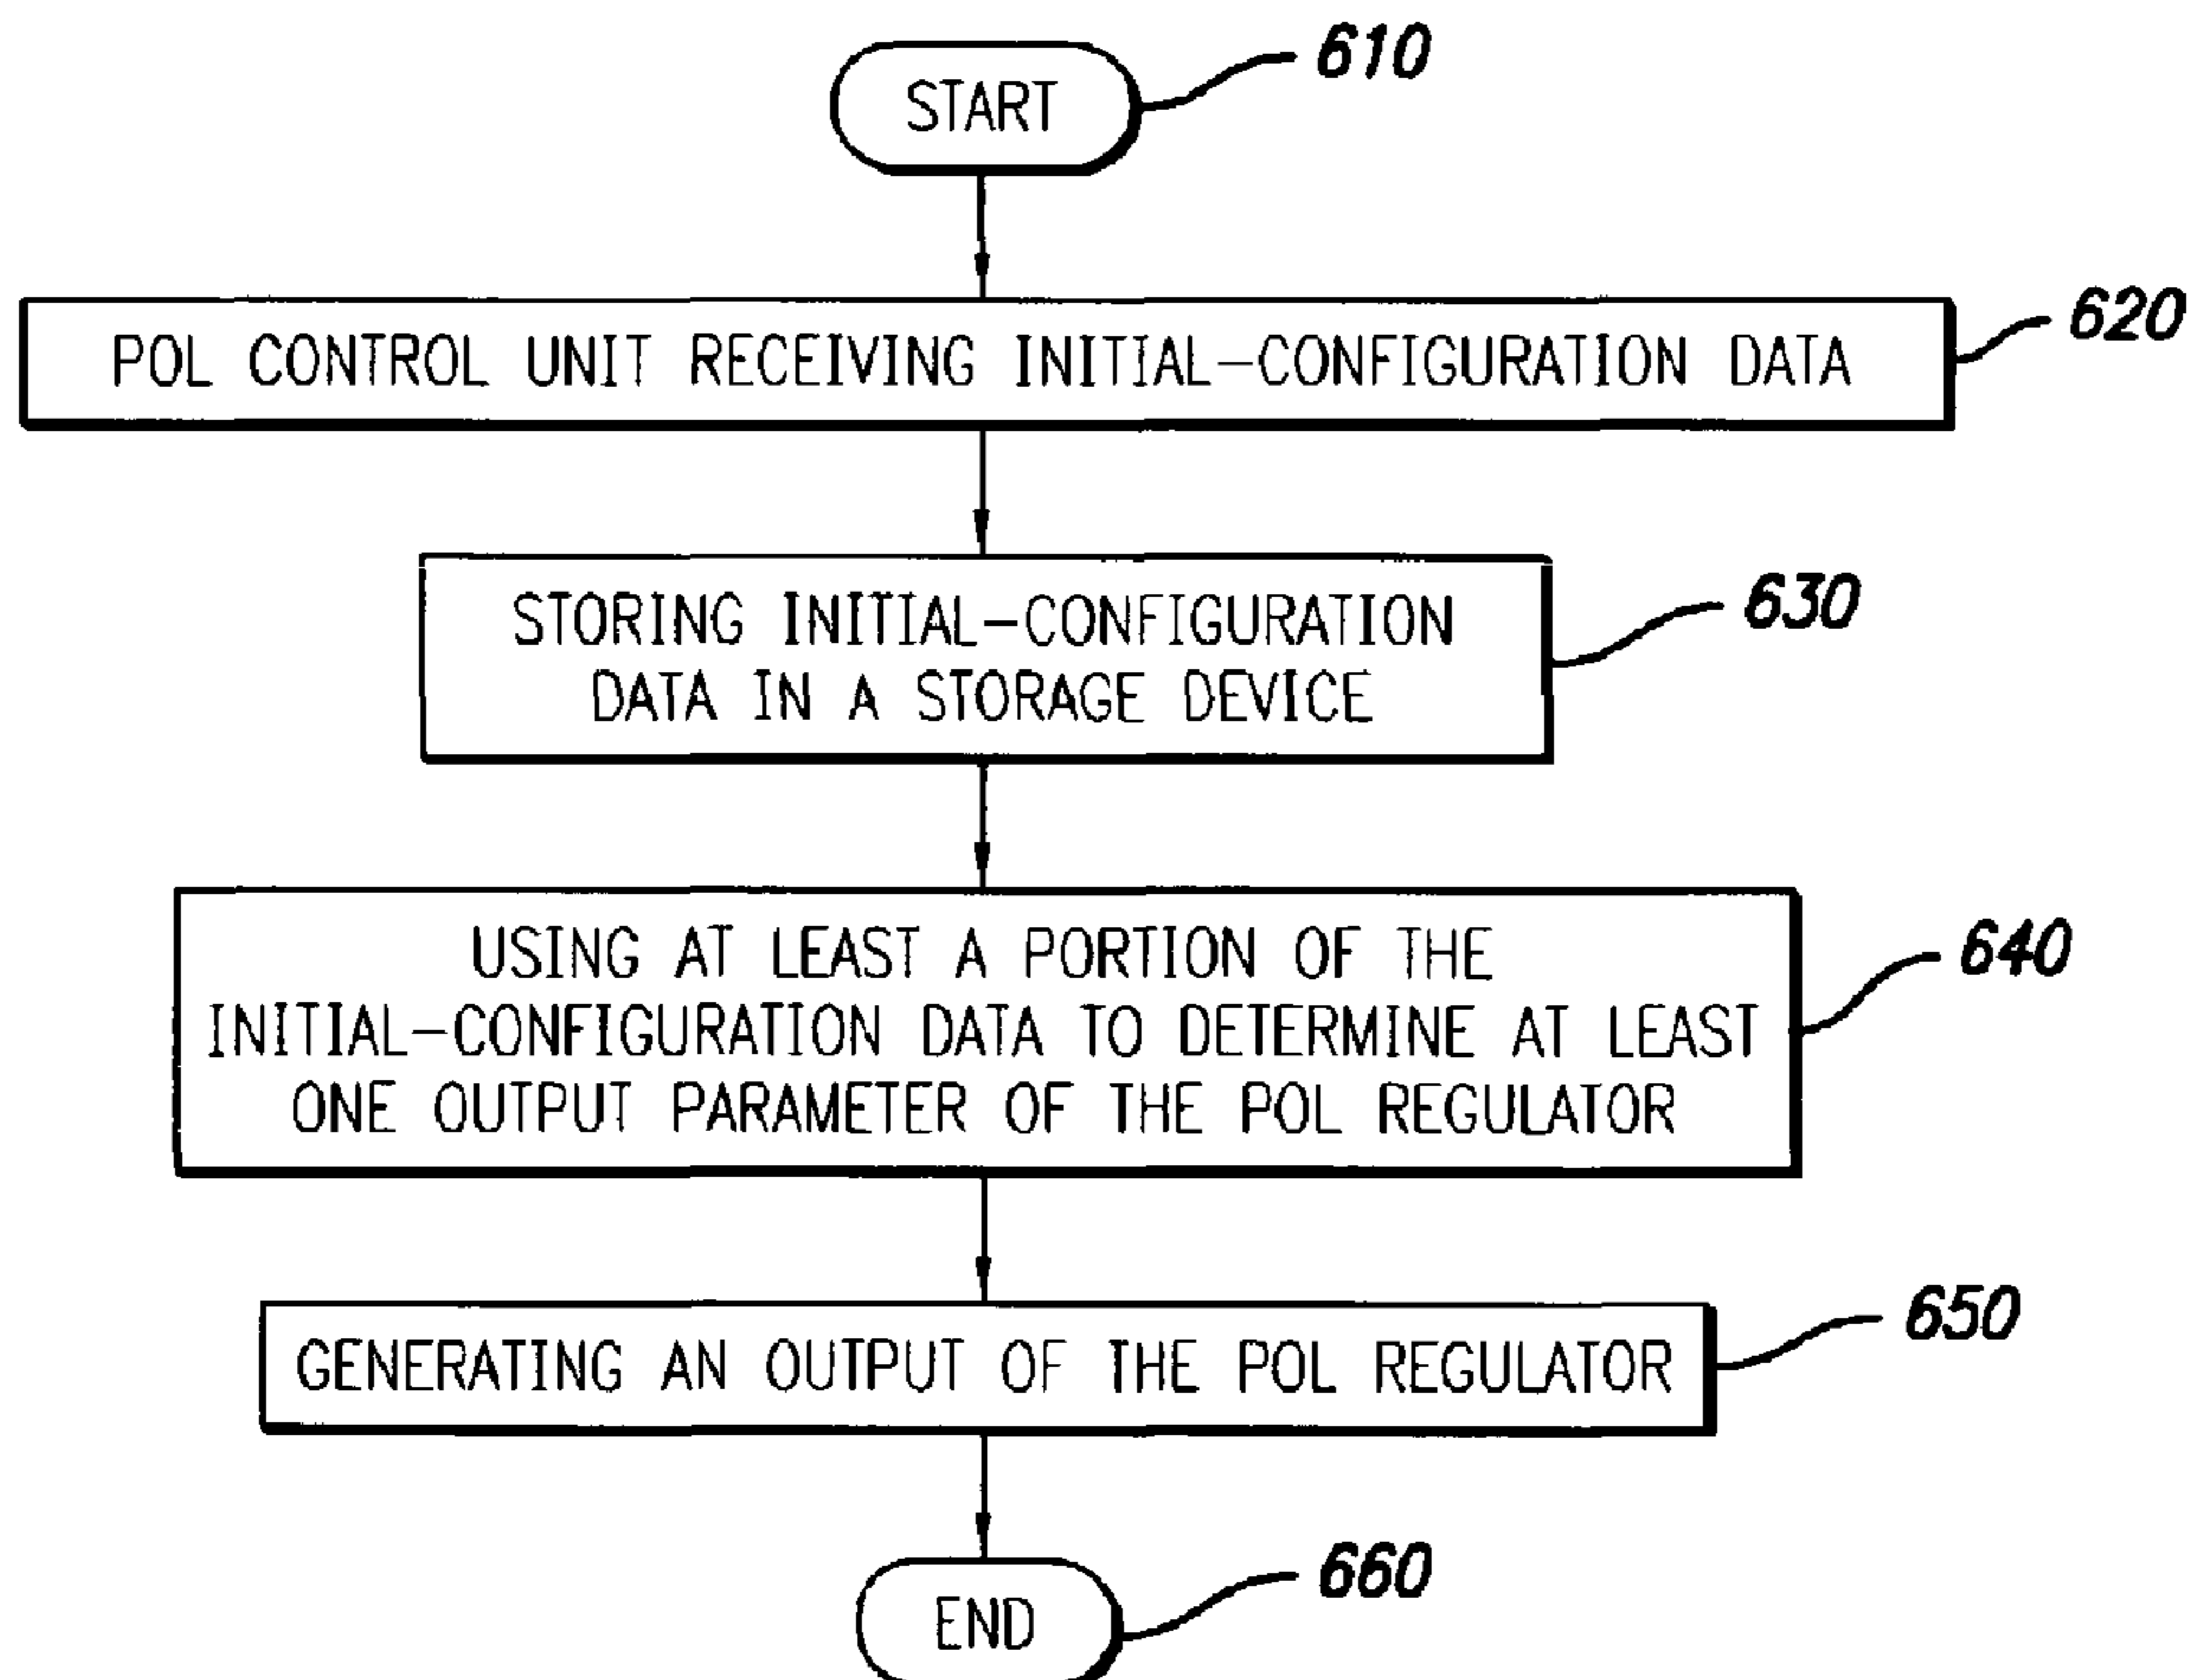 START
610
POL CONTROL UNIT RECEIVING INITIAL-CONFIGURATION DATA
620
STORING INITIAL-CONFIGURATION
DATA IN A STORAGE DEVICE
630
USING AT LEAST A PORTION OF THE
INITIAL-CONFIGURATION DATA TO DETERMINE AT LEAST
ONE OUTPUT PARAMETER OF THE POL REGULATOR
640
GENERATING AN OUTPUT OF THE POL REGULATOR
650
END
660